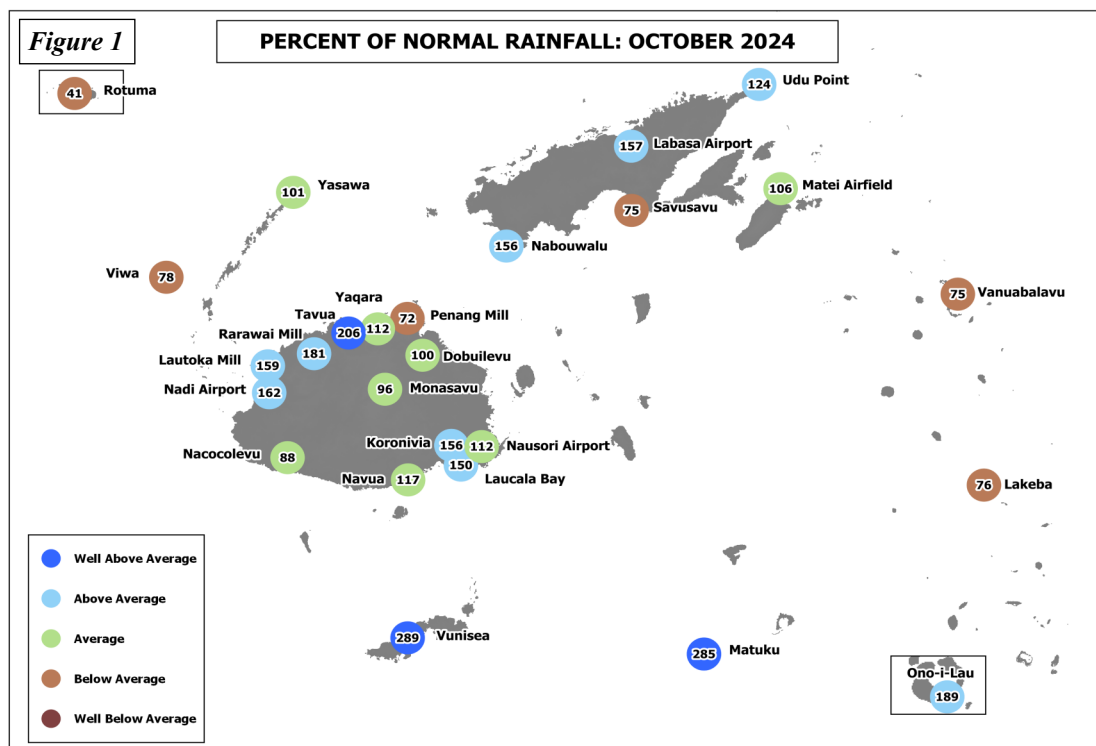 Figure 1
PERCENT OF NORMAL RAINFALL: OCTOBER 2024
41 Rotuma
124 Udu Point
157 Labasa Airport
101 Yasawa
106 Matei Airfield
75 Savusavu
156 Nabouwalu
Viwa 78
75 Vanuabalavu
Yaqara 112
Tavua 206
72 Penang Mill
Rarawai Mill 181
100 Dobuilevu
Lautoka Mill 159
Nadi Airport 162
96 Monasavu
Koronivia 156
112 Nausori Airport
Nacocolevu 88
150 Laucala Bay
Navua 117
76 Lakeba
Well Above Average
Above Average
Average
Below Average
Well Below Average
289 Vunisea
285 Matuku
Ono-i-Lau
189